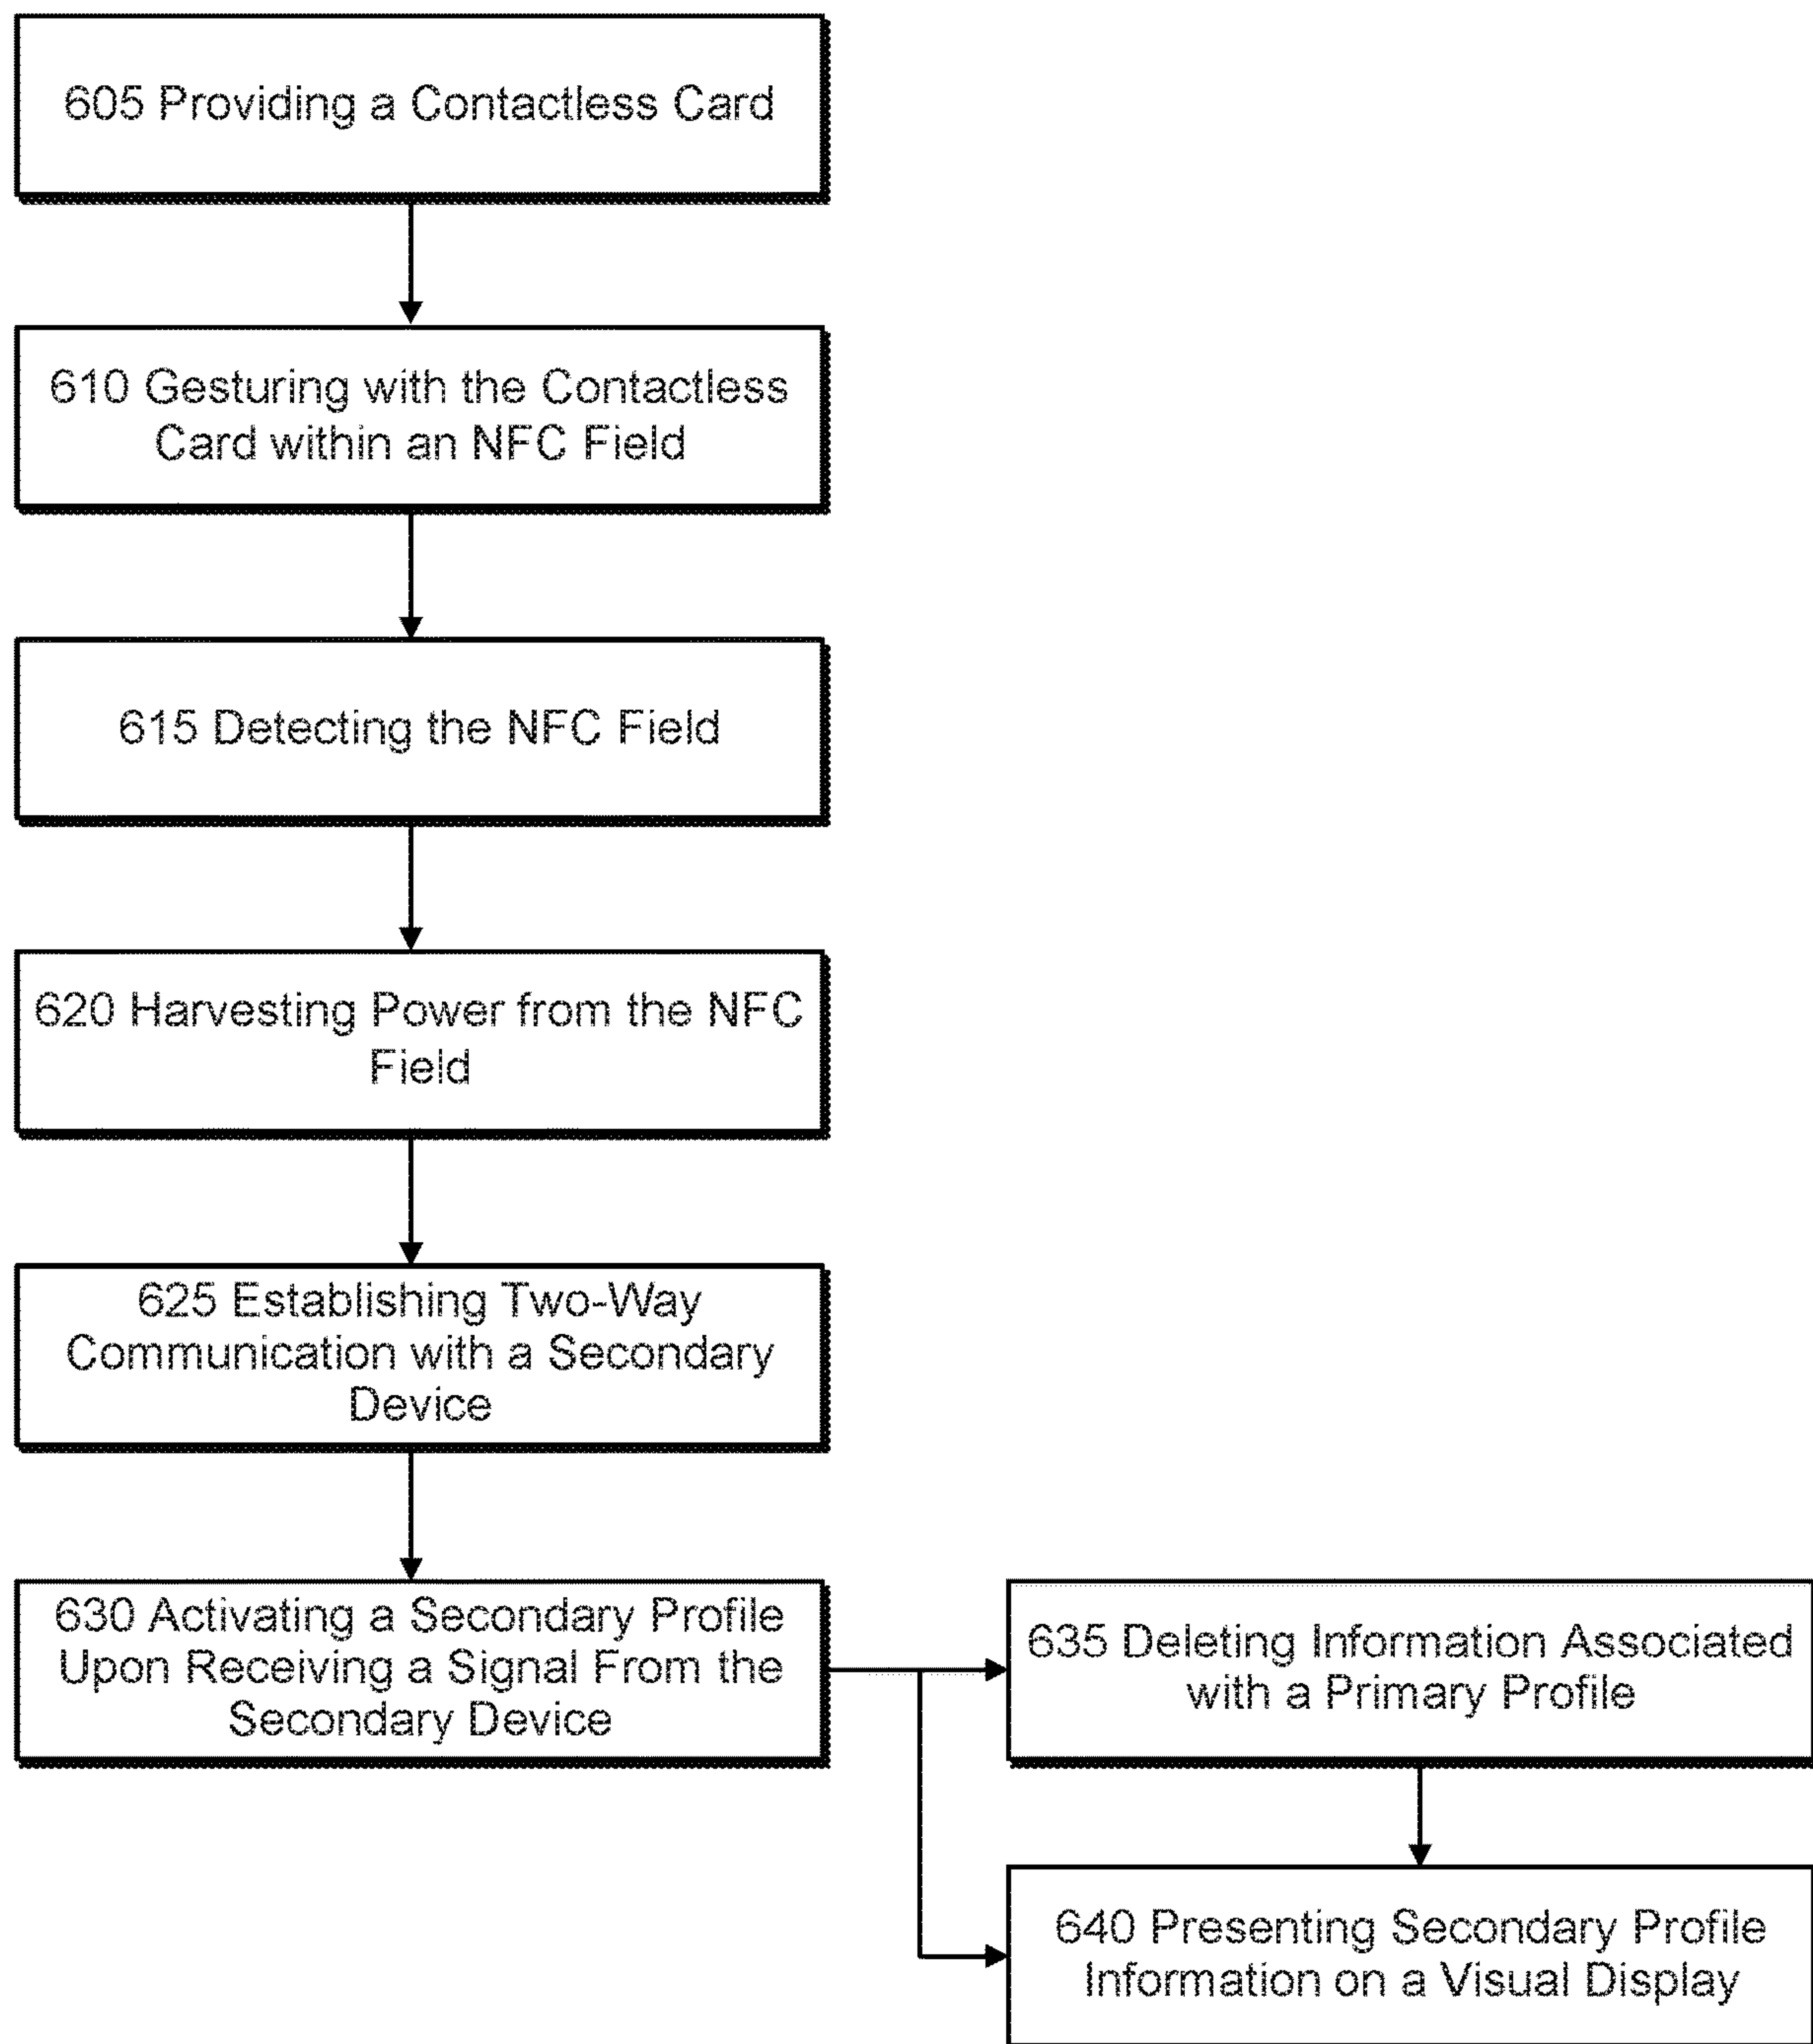 605 Providing a Contactless Card
610 Gesturing with the Contactless
Card within an NFC Field
615 Detecting the NFC Field
620 Harvesting Power from the NFC
Field
625 Establishing Two-Way
Communication with a Secondary
Device
630 Activating a Secondary Profile
Upon Receiving a Signal From the
Secondary Device
635 Deleting Information Associated
with a Primary Profile
640 Presenting Secondary Profile
Information on a Visual Display